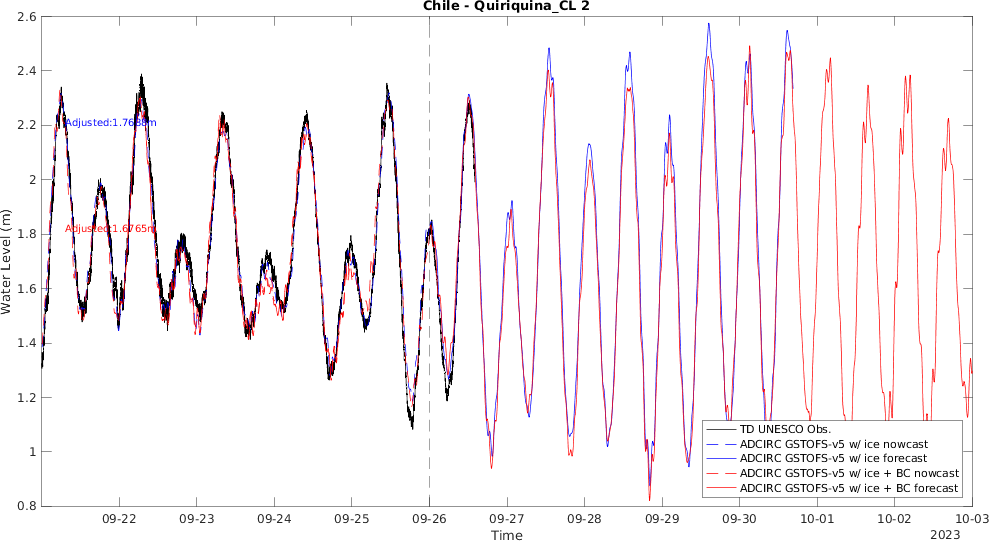 Chile - Quiriquina_CL 2
Water Level (m)
2.6
2.4
2.2
2
1.8
1.6
1.4
1.2
1
0.8
Adjusted:1.7688m
Adjusted:1.6765m
TD UNESCO Obs.
ADCIRC GSTOFS-v5 w/ ice nowcast
ADCIRC GSTOFS-v5 w/ ice forecast
ADCIRC GSTOFS-v5 w/ ice + BC nowcast
ADCIRC GSTOFS-v5 w/ ice + BC forecast
09-22 09-23 09-24 09-25 09-26 09-27 09-28 09-29 09-30 10-01 10-02 10-03
Time
2023